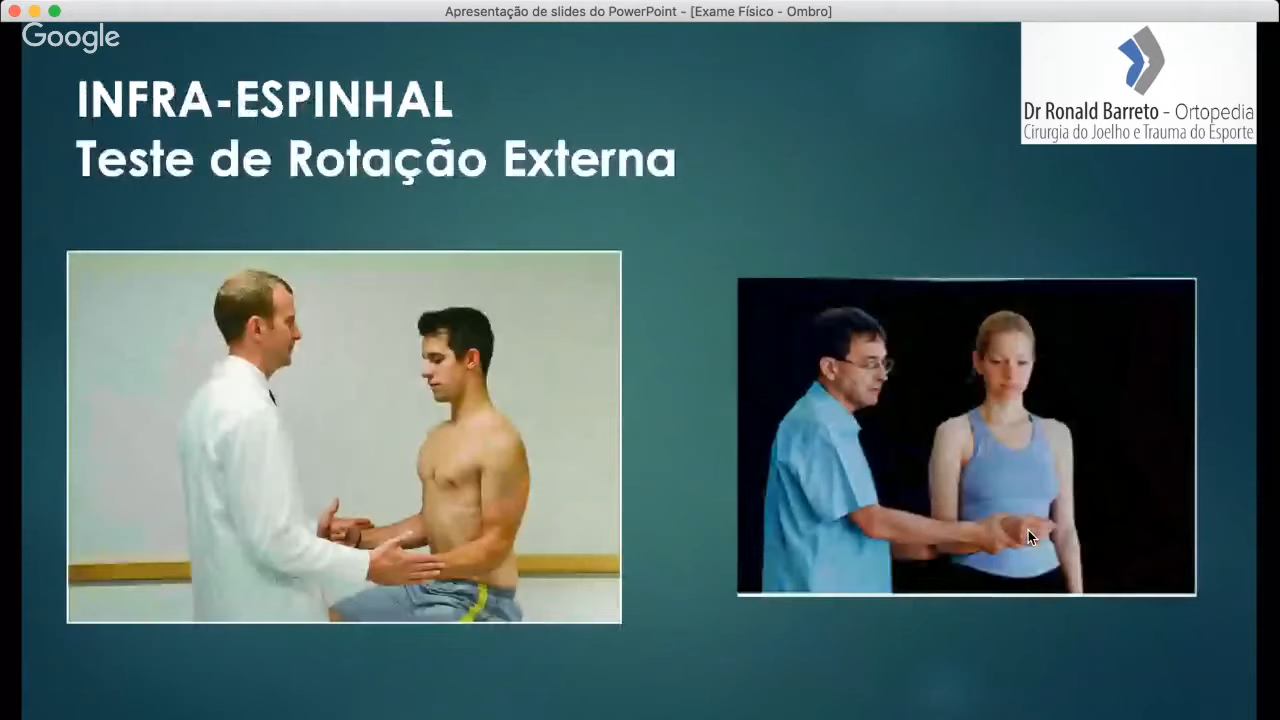 Apresentação de slides do PowerPoint - [Exame Físico - Ombro]
Google
INFRA-ESPINHAL
Teste de Rotação Externa
Dr Ronald Barreto - Ortopedia
Cirurgia do Joelho e Trauma do Esporte